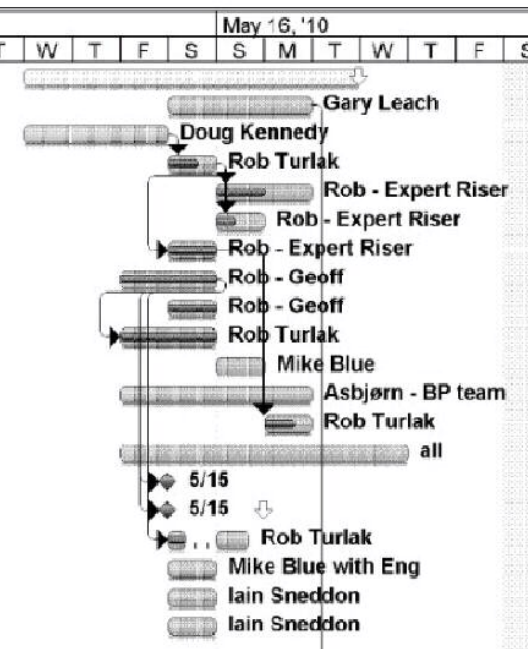 May 16, '10
T W T F S S M T W T F S
Gary Leach
Doug Kennedy
Rob Turlak
Rob - Expert Riser
Rob - Expert Riser
Rob - Expert Riser
Rob - Geoff
Rob - Geoff
Rob Turlak
Mike Blue
Asbjørn - BP team
Rob Turlak
all
5/15
5/15
Rob Turlak
Mike Blue with Eng
Iain Sneddon
Iain Sneddon